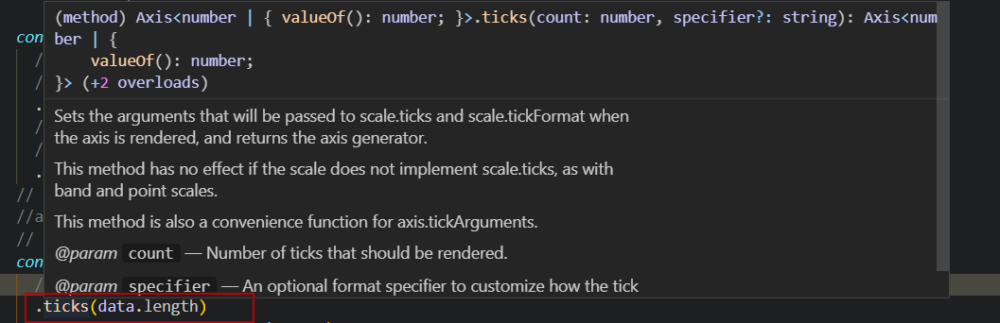 (method) Axis<number | { valueOf(): number; }>.ticks(count: number, specifier?: string): Axis<num
con
ber | {
/
valueOf(): number;
/
}> (+2 overloads)
.
Sets the arguments that will be passed to scale.ticks and scale.tickFormat when
/
the axis is rendered, and returns the axis generator.
/
This method has no effect if the scale does not implement scale.ticks, as with
.
band and point scales.
//
//a
This method is also a convenience function for axis.tickArguments.
//
@param count — Number of ticks that should be rendered.
con
/
@param specifier — An optional format specifier to customize how the tick
.ticks(data.length)